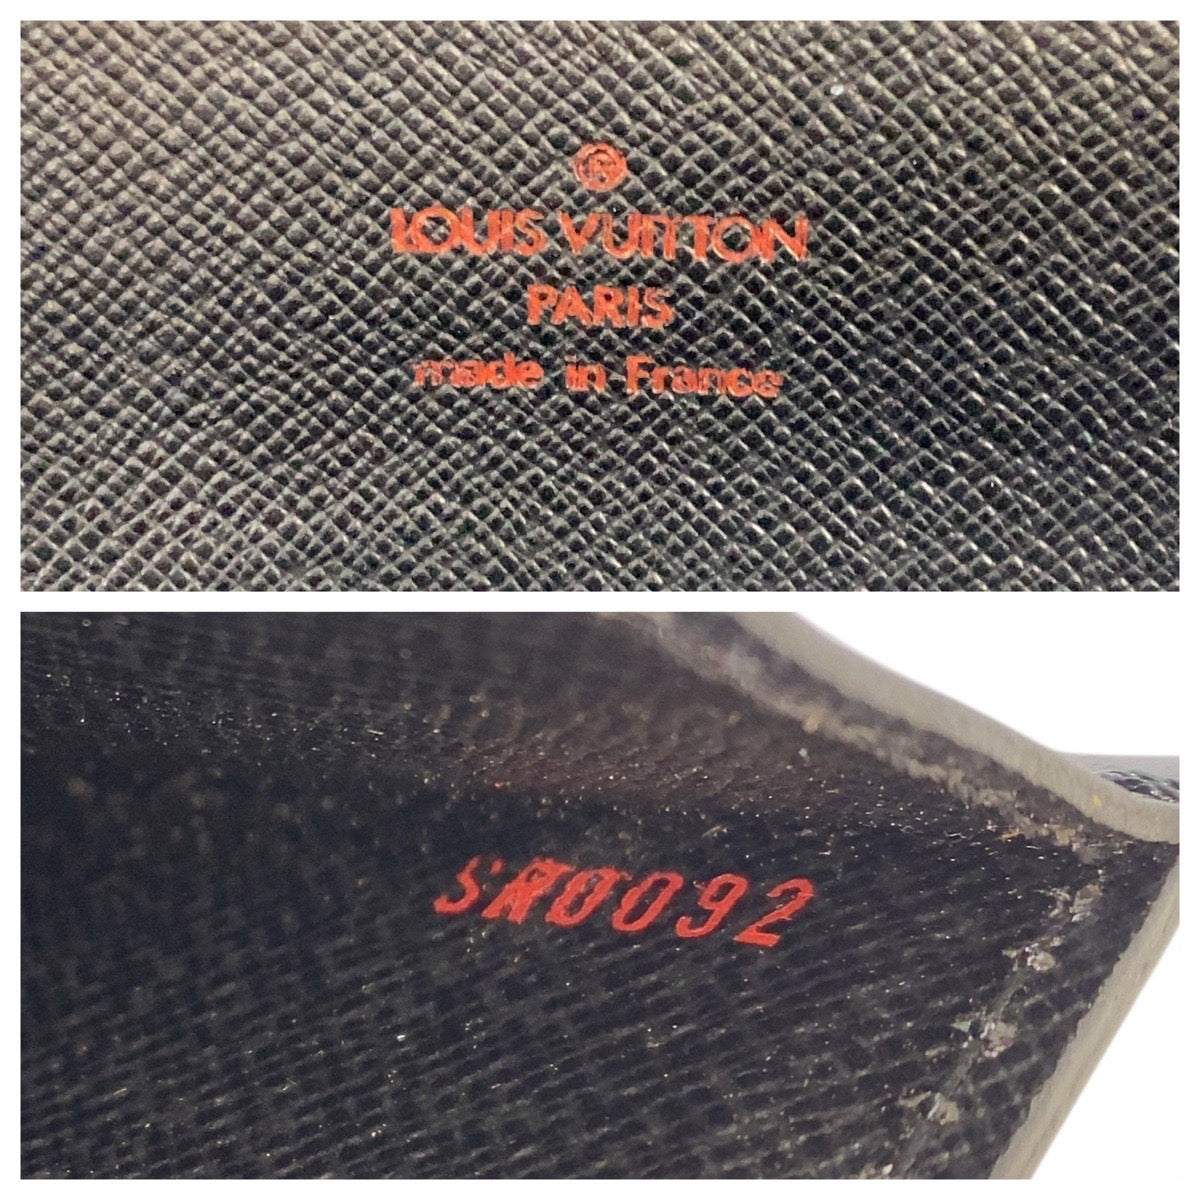 ®
LOUIS VUITTON
PARIS
made in France
SR0092